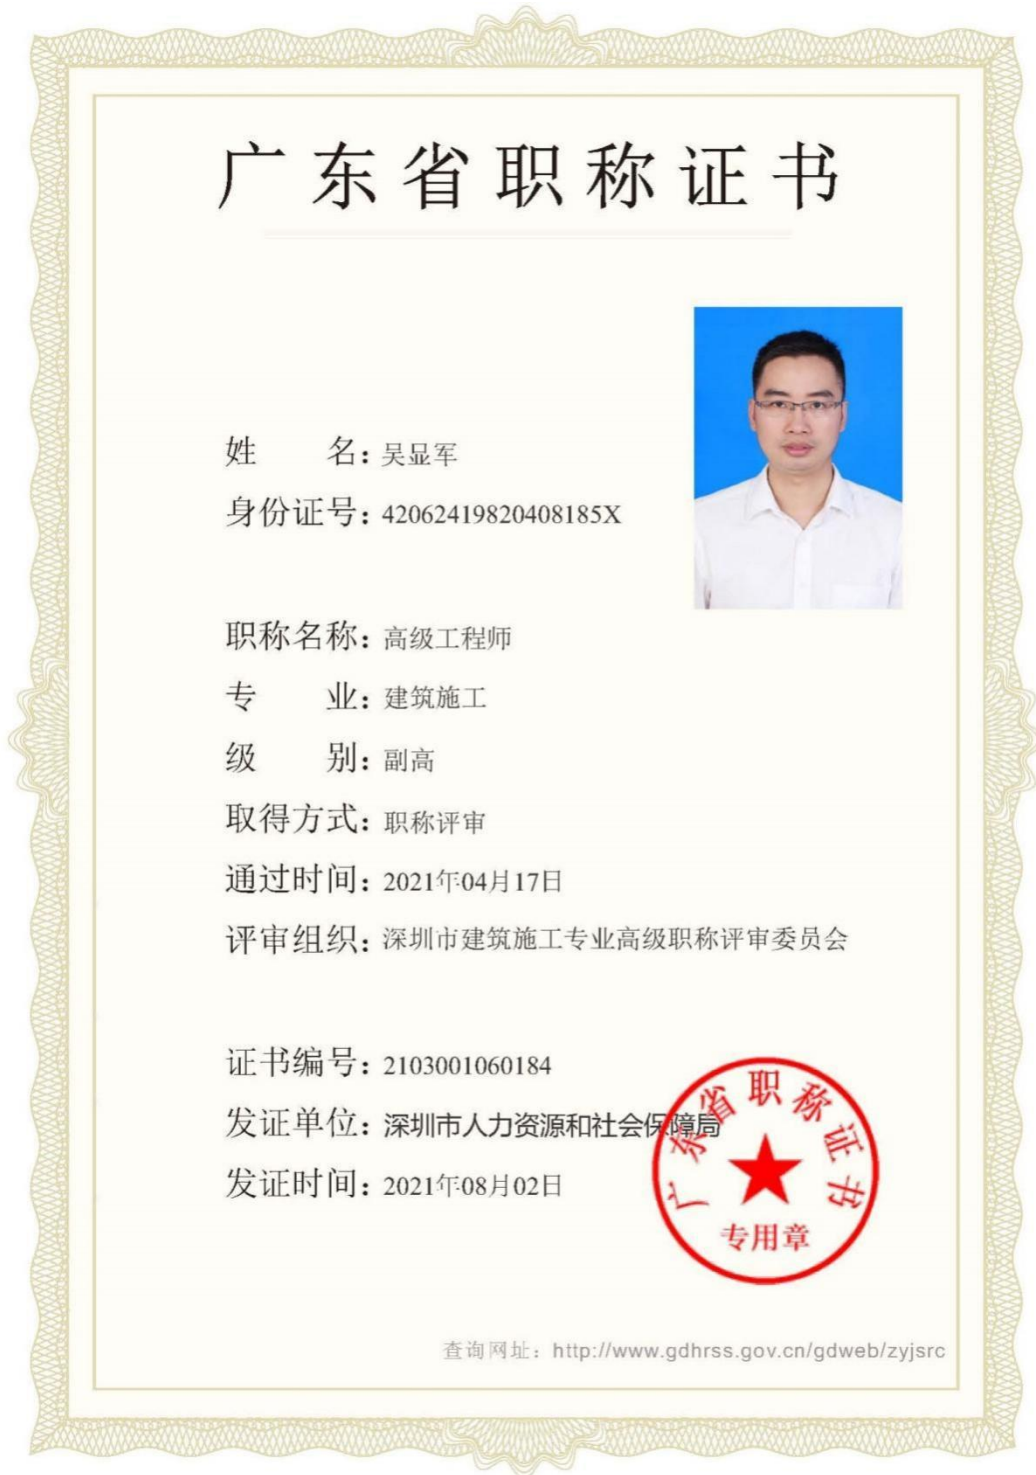 广东省职称证书
姓名：吴显军
身份证号：42062419820408185X
职称名称：高级工程师
专业：建筑施工
级别：副高
取得方式：职称评审
通过时间：2021年04月17日
评审组织：深圳市建筑施工专业高级职称评审委员会
证书编号：2103001060184
发证单位：深圳市人力资源和社会保障局
发证时间：2021年08月02日
广东省职称证书
专用章
查询网址：http://www.gdhrss.gov.cn/gdweb/zyjsrc